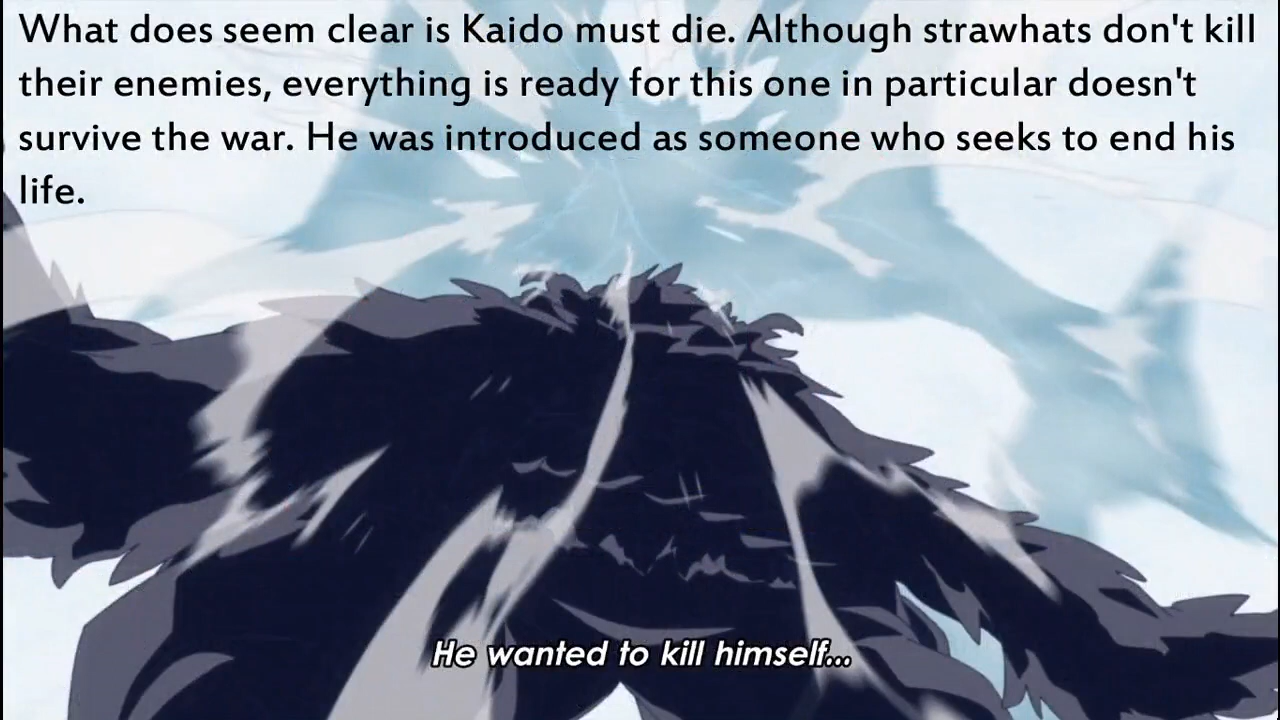 What does seem clear is Kaido must die. Although strawhats don't kill
their enemies, everything is ready for this one in particular doesn't
survive the war. He was introduced as someone who seeks to end his
life.
He wanted to kill himself...